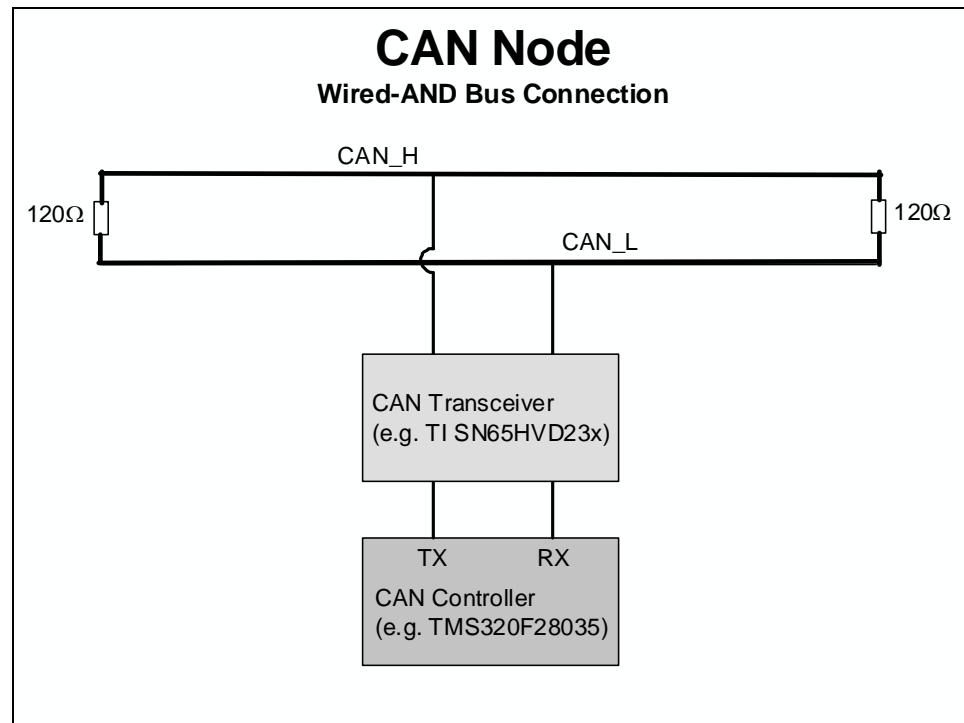 CAN Node
Wired-AND Bus Connection
CAN_H
120Ω
120Ω
CAN_L
CAN Transceiver
(e.g. TI SN65HVD23x)
TX RX
CAN Controller
(e.g. TMS320F28035)